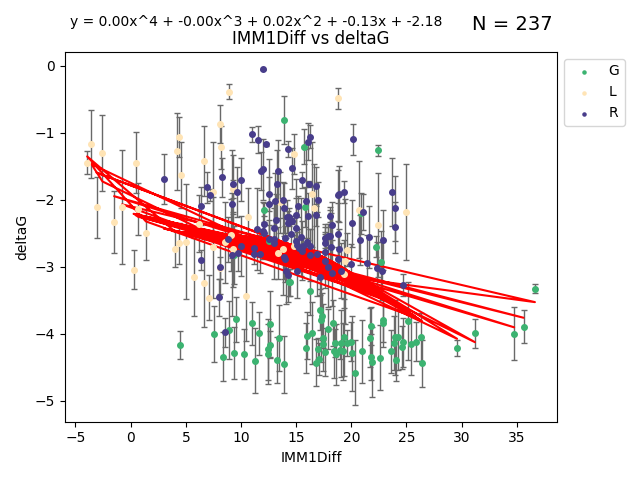 y = 0.00x^4 + -0.00x^3 + 0.02x^2 + -0.13x + -2.18
N = 237
IMM1Diff vs deltaG
G
L
R
deltaG
0
−1
−2
−3
−4
−5
−5 0 5 10 15 20 25 30 35
IMM1Diff